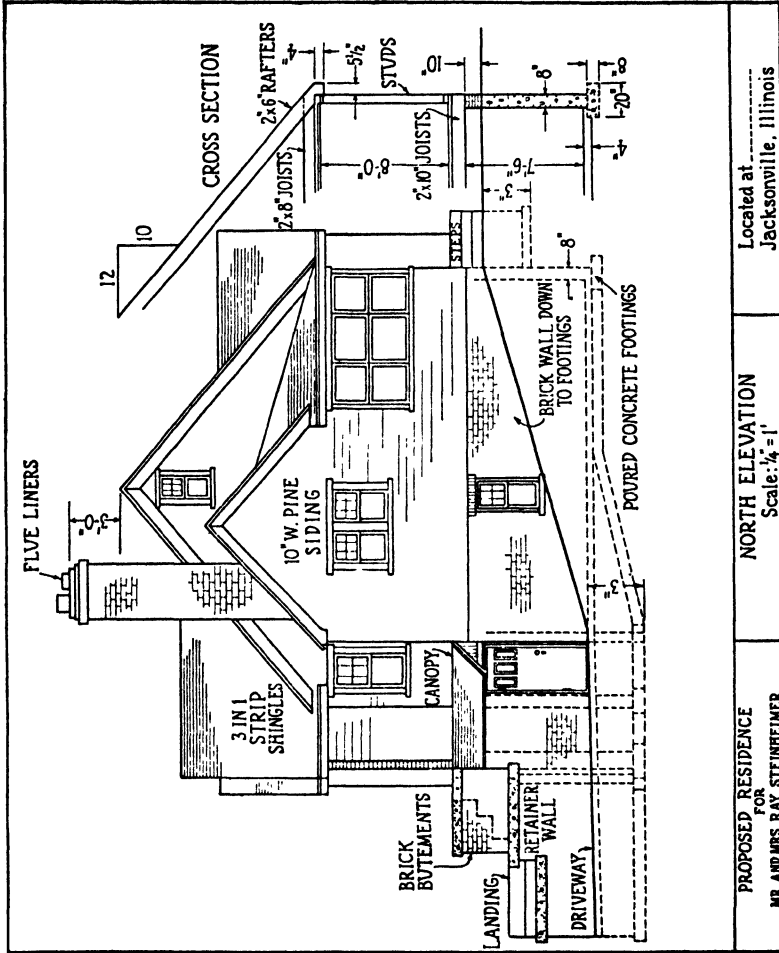 FLVE LINERS
3'-0"
CROSS SECTION
12
10
2"x6" RAFTERS
4"
5½"
2"x8" JOISTS
STUDS
8'-0"
2"x10" JOISTS
10"
3 IN 1
STRIP
SHINGLES
10" W. PINE
SIDING
STEPS
3"
7'-6"
8"
8"
20"
4"
CANOPY
BRICK
BUTEMENTS
LANDING
RETAINER
WALL
DRIVEWAY
BRICK WALL DOWN
TO FOOTINGS
8"
3"
POURED CONCRETE FOOTINGS
PROPOSED RESIDENCE
FOR
MR. AND MRS. RAY STEINHEIMER
NORTH ELEVATION
Scale: ¼" = 1'
Located at
Jacksonville, Illinois